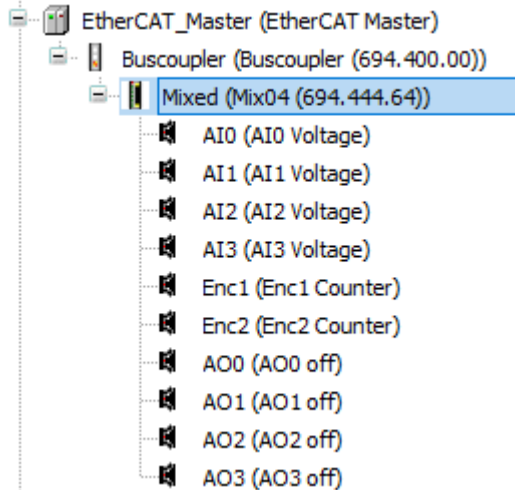 EtherCAT_Master (EtherCAT Master)
Buscoupler (Buscoupler (694.400.00))
Mixed (Mix04 (694.444.64))
AI0 (AI0 Voltage)
AI1 (AI1 Voltage)
AI2 (AI2 Voltage)
AI3 (AI3 Voltage)
Enc1 (Enc1 Counter)
Enc2 (Enc2 Counter)
AO0 (AO0 off)
AO1 (AO1 off)
AO2 (AO2 off)
AO3 (AO3 off)